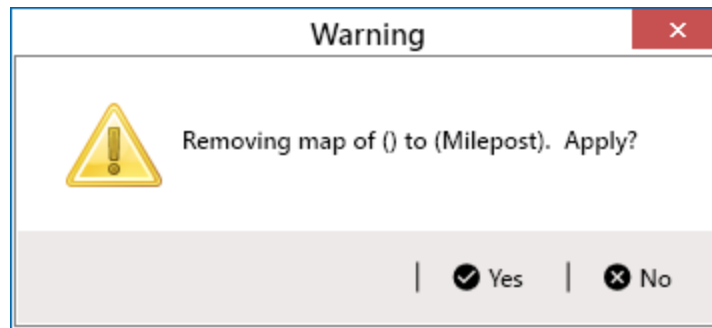 Warning
Removing map of () to (Milepost).  Apply?
Yes
No